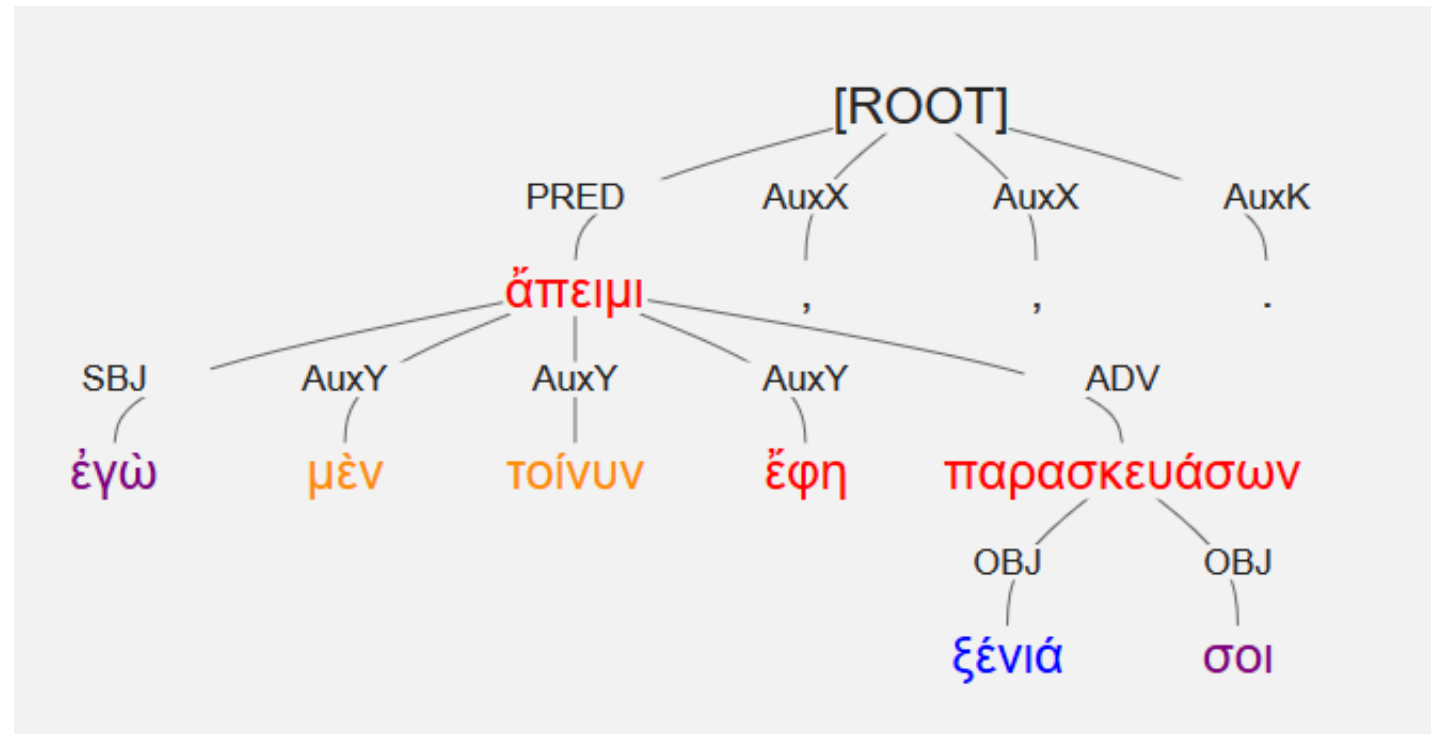 [ROOT]
PRED AuxX AuxX AuxK
ἄπειμι , , .
SBJ AuxY AuxY AuxY ADV
ἐγὼ μὲν τοίνυν ἔφη παρασκευάσων
OBJ OBJ
ξένιά σοι